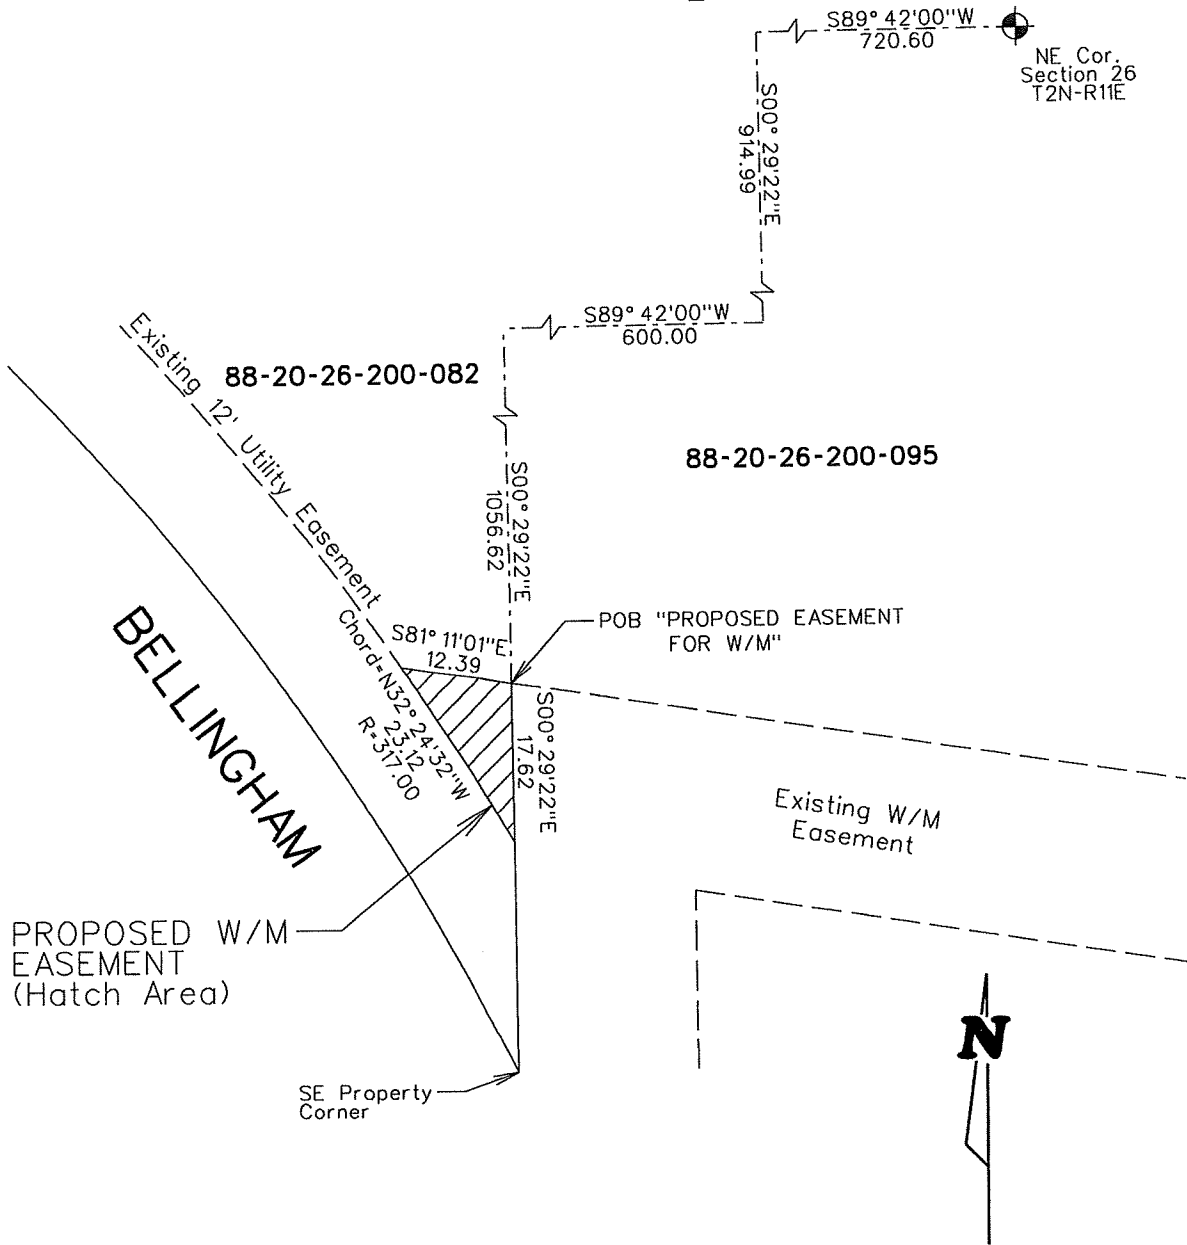 S89° 42'00"W
720.60
NE Cor.
Section 26
T2N-R11E
S00° 29'22"E
914.99
S89° 42'00"W
600.00
Existing 12' Utility Easement
88-20-26-200-082
88-20-26-200-095
S00° 29'22"E
1056.62
POB "PROPOSED EASEMENT
FOR W/M"
S81° 11'01"E
12.39
Chord=N32° 24'32"W
23.12
R=317.00
S00° 29'22"E
17.62
BELLINGHAM
Existing W/M
Easement
PROPOSED W/M
EASEMENT
(Hatch Area)
SE Property
Corner
N